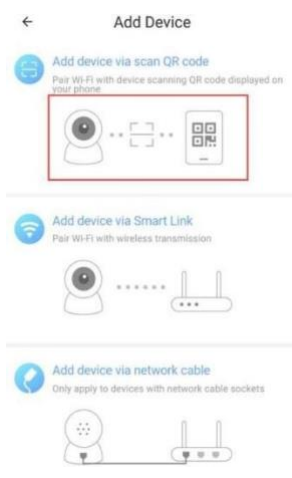 Add Device
Add device via scan QR code
Pair Wi-Fi with device scanning QR code displayed on
your phone
Add device via Smart Link
Pair Wi-Fi with wireless transmission
Add device via network cable
Only apply to devices with network cable sockets